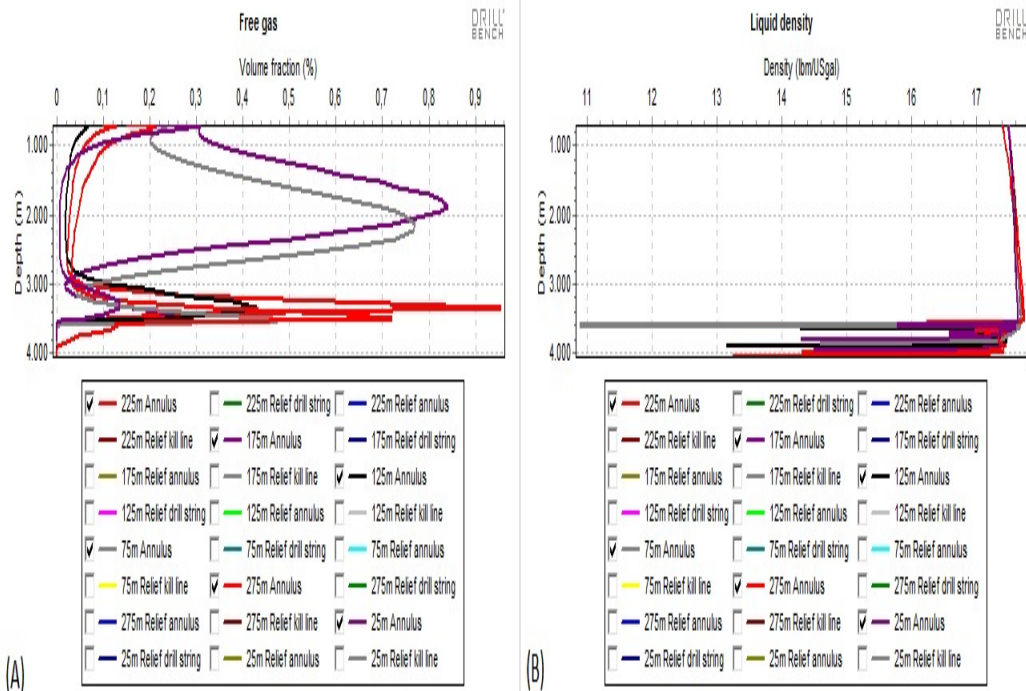 Free gas
DRILL
BENCH
Volume fraction (%)
0 0,1 0,2 0,3 0,4 0,5 0,6 0,7 0,8 0,9
Depth (m)
1.000
2.000
3.000
4.000
225m Annulus 225m Relief drill string 225m Relief annulus
225m Relief kill line 175m Annulus 175m Relief drill string
175m Relief annulus 175m Relief kill line 125m Annulus
125m Relief drill string 125m Relief annulus 125m Relief kill line
75m Annulus 75m Relief drill string 75m Relief annulus
75m Relief kill line 275m Annulus 275m Relief drill string
275m Relief annulus 275m Relief kill line 25m Annulus
25m Relief drill string 25m Relief annulus 25m Relief kill line
(A)
Liquid density
DRILL
BENCH
Density (lbm/USgal)
11 12 13 14 15 16 17
Depth (m)
1.000
2.000
3.000
4.000
225m Annulus 225m Relief drill string 225m Relief annulus
225m Relief kill line 175m Annulus 175m Relief drill string
175m Relief annulus 175m Relief kill line 125m Annulus
125m Relief drill string 125m Relief annulus 125m Relief kill line
75m Annulus 75m Relief drill string 75m Relief annulus
75m Relief kill line 275m Annulus 275m Relief drill string
275m Relief annulus 275m Relief kill line 25m Annulus
25m Relief drill string 25m Relief annulus 25m Relief kill line
(B)